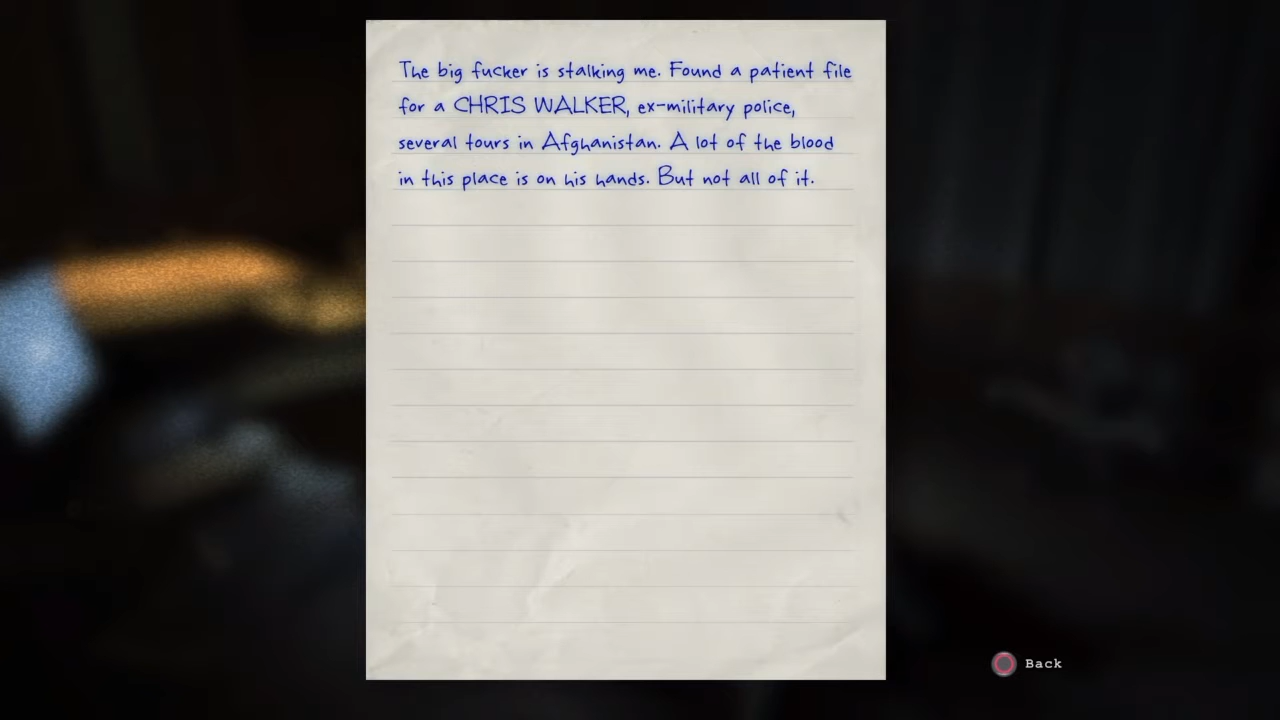 The big fucker is stalking me. Found a patient file
for a CHRIS WALKER, ex-military police,
several tours in Afghanistan. A lot of the blood
in this place is on his hands. But not all of it.
Back